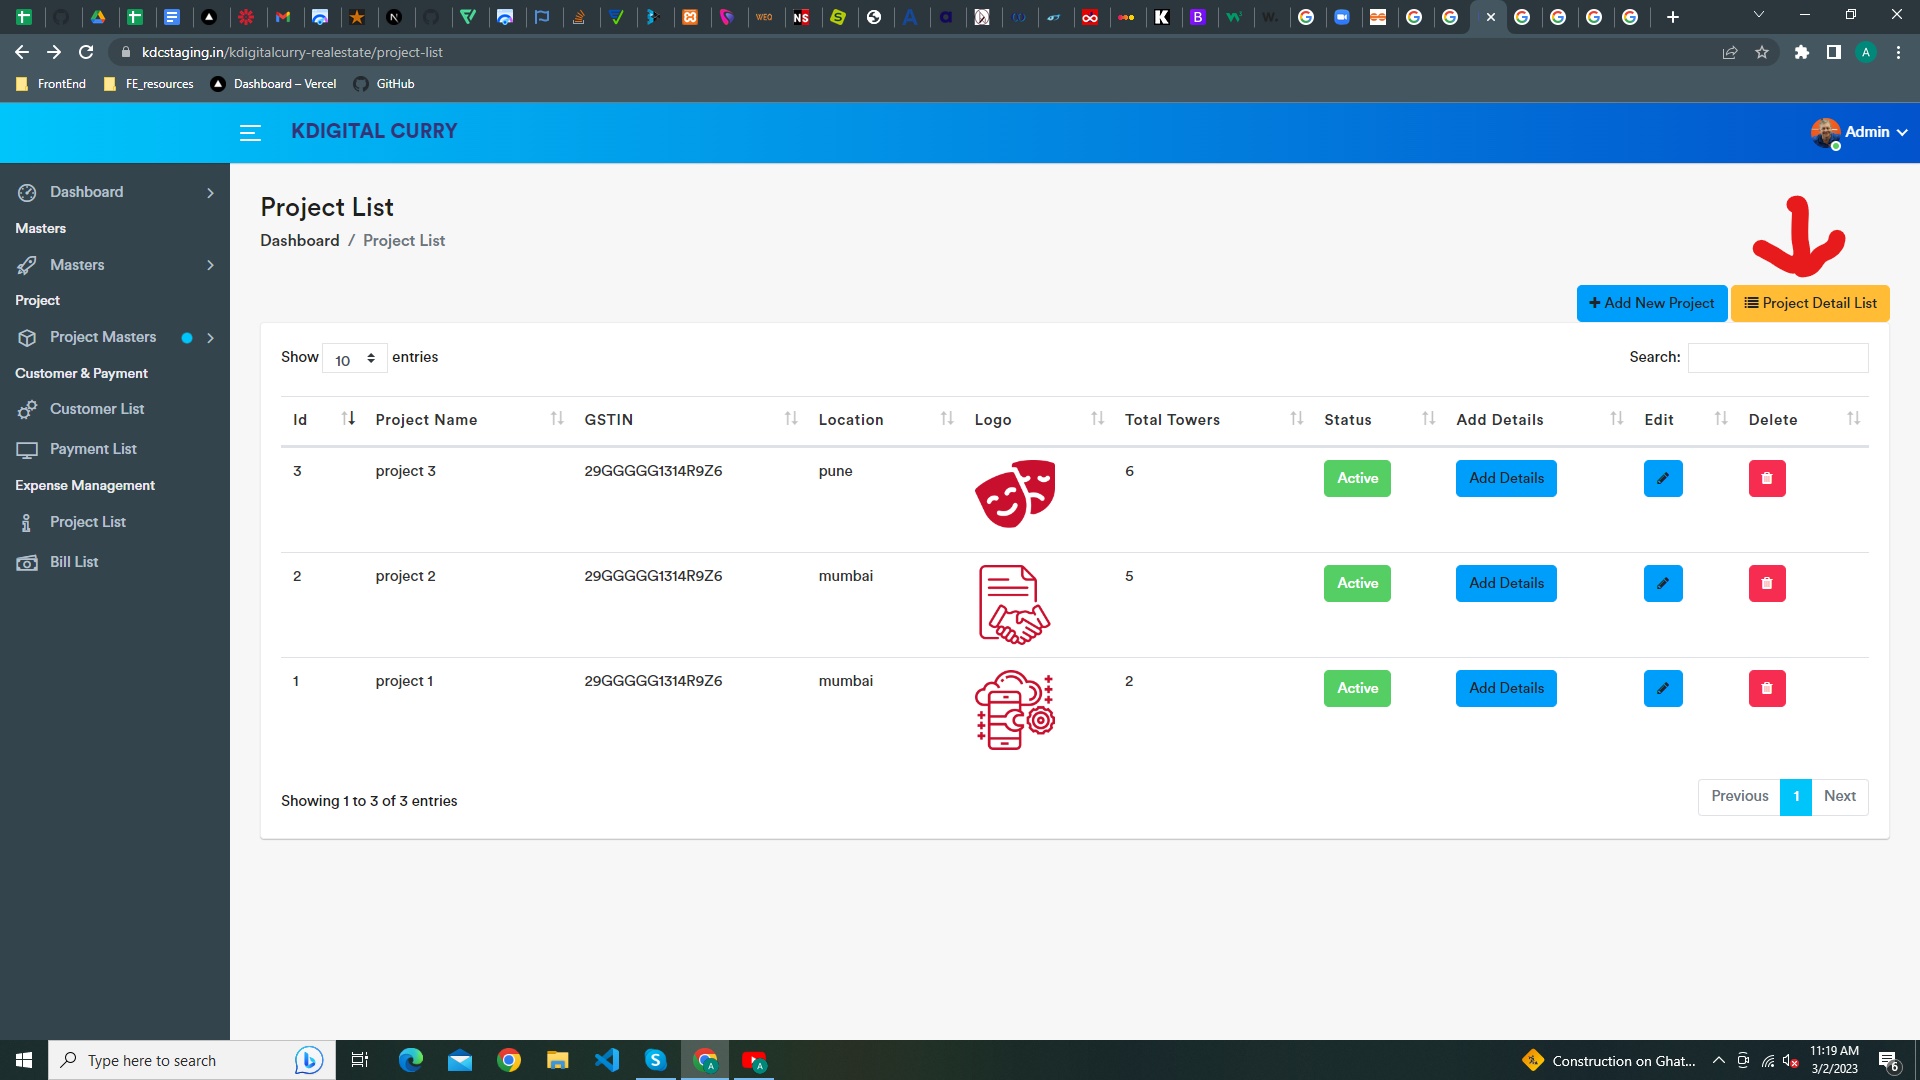 WEQ
NS
K
B
kdcstaging.in/kdigitalcurry-realestate/project-list
A
FrontEnd
FE_resources
Dashboard – Vercel
GitHub
KDIGITAL CURRY
Admin
Dashboard
Masters
Masters
Project
Project Masters
Customer & Payment
Customer List
Payment List
Expense Management
Project List
Bill List
Project List
Dashboard / Project List
Add New Project
Project Detail List
Show 10 entries
Search:
Id Project Name GSTIN Location Logo Total Towers Status Add Details Edit Delete
3 project 3 29GGGGG1314R9Z6 pune 6 Active Add Details
2 project 2 29GGGGG1314R9Z6 mumbai 5 Active Add Details
1 project 1 29GGGGG1314R9Z6 mumbai 2 Active Add Details
Showing 1 to 3 of 3 entries
Previous 1 Next
Type here to search
Construction on Ghat...
11:19 AM
3/2/2023
6